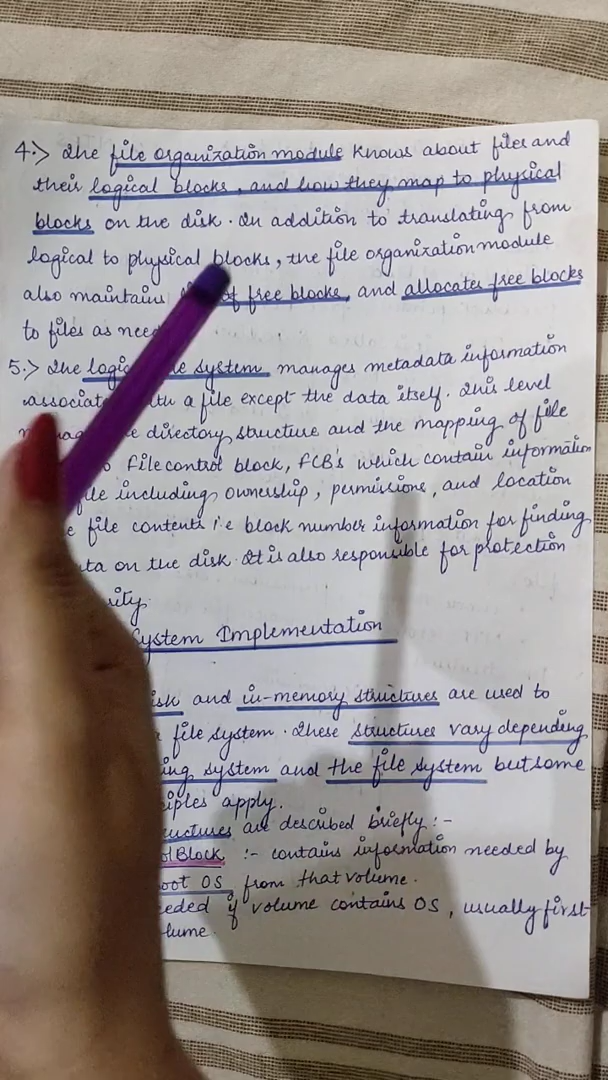 4.> The file organization module knows about files and
their logical blocks, and how they map to physical
blocks on the disk. In addition to translating from
logical to physical blocks, the file organization module
also maintains of free blocks, and allocates free blocks
to files as
5.> The system manages metadata information
with a file except the data itself. This level
directory structure and the mapping of file
file control block, FCB's which contain information
including ownership, permissions, and location
file contents i.e block number information for finding
on the disk. It is also responsible for protection
System Implementation
and in-memory structures are used to
file system. These structures vary depending
system and the file system but some
apply.
are described briefly :-
Block :- contains information needed by
boot OS from that volume.
if volume contains OS, usually first